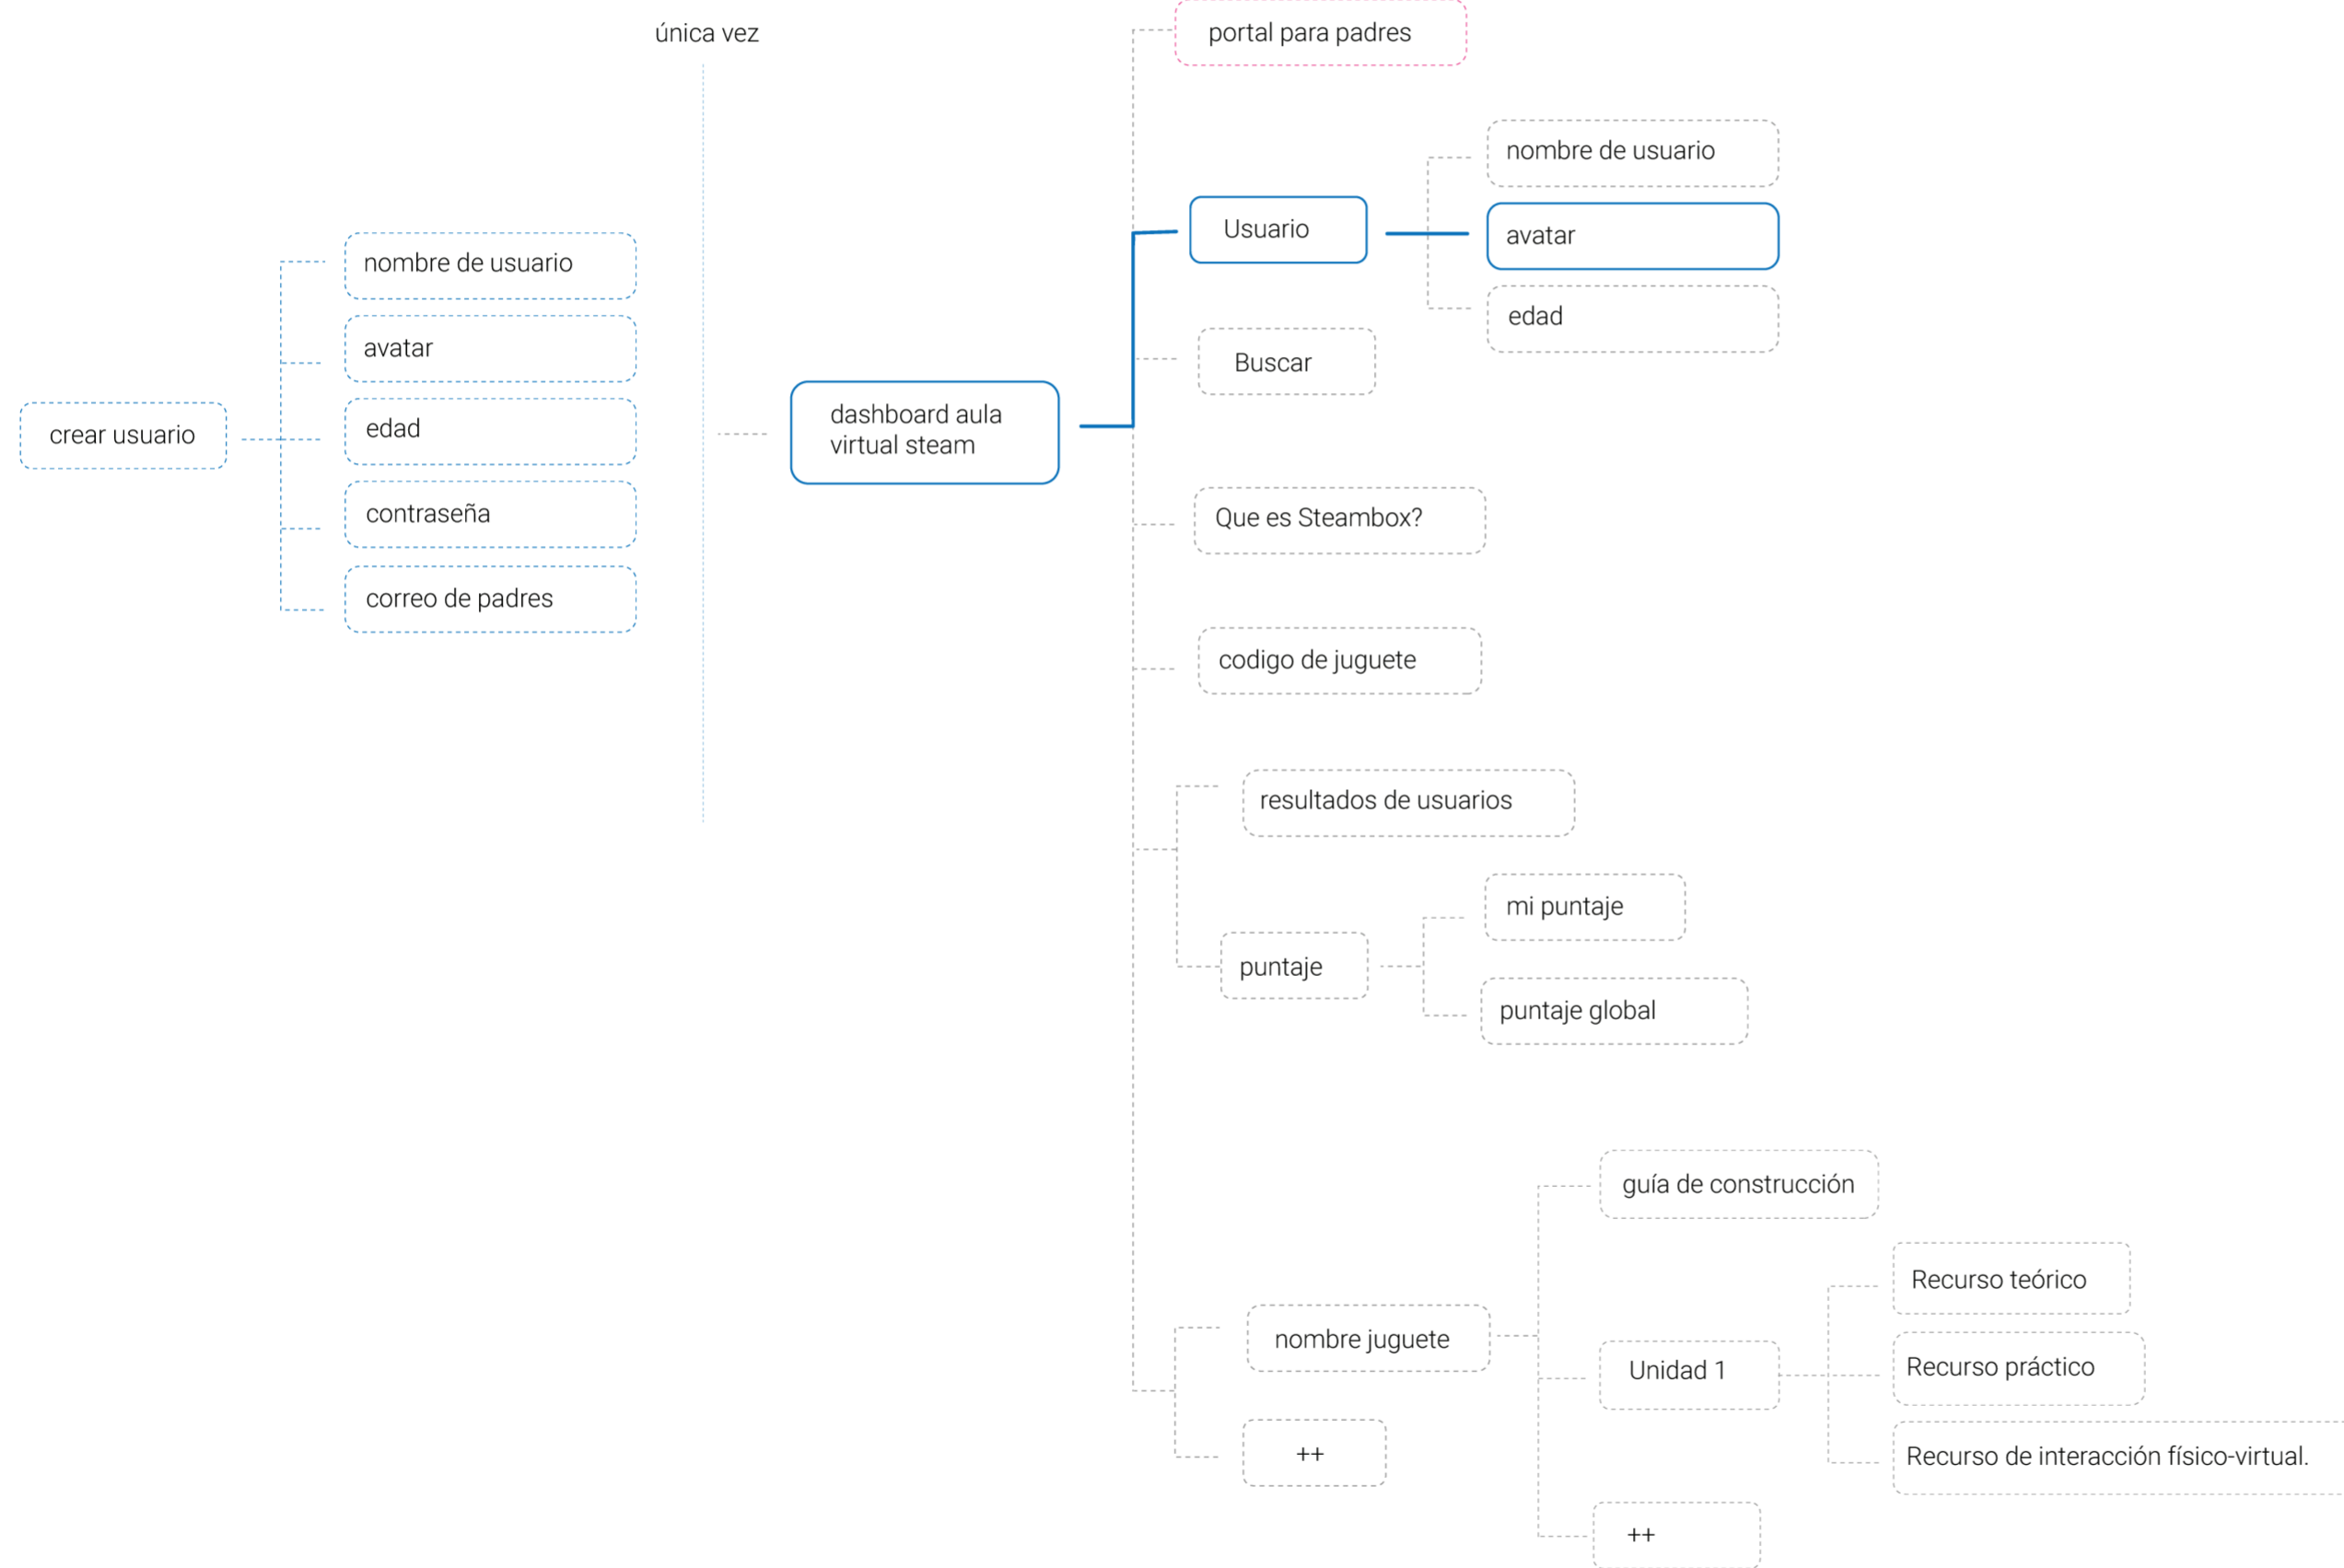 única vez
crear usuario
nombre de usuario
avatar
edad
contraseña
correo de padres
dashboard aula
virtual steam
portal para padres
Usuario
nombre de usuario
avatar
edad
Buscar
Que es Steambox?
codigo de juguete
resultados de usuarios
puntaje
mi puntaje
puntaje global
nombre juguete
guía de construcción
Unidad 1
Recurso teórico
Recurso práctico
Recurso de interacción físico-virtual.
++
++